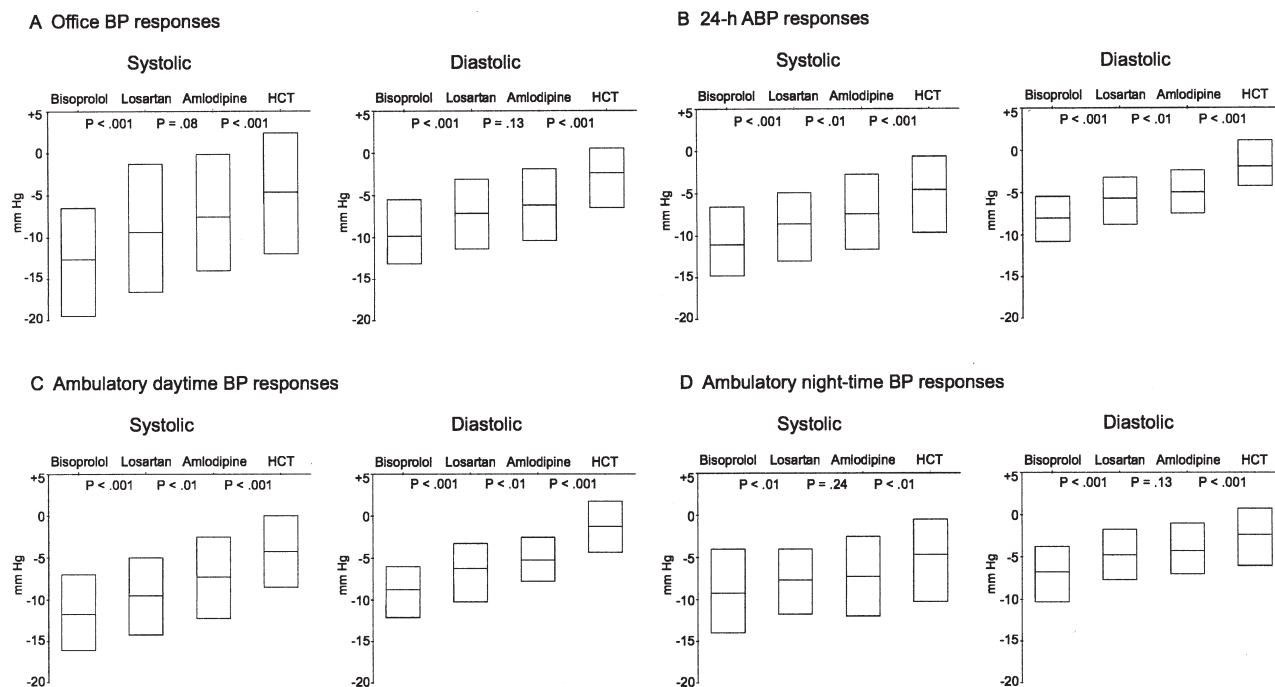 A Office BP responses
Systolic
Bisoprolol Losartan Amlodipine HCT
P < .001 P = .08 P < .001
+5
0
-5
-10
-15
-20
mm Hg
Diastolic
Bisoprolol Losartan Amlodipine HCT
P < .001 P = .13 P < .001
+5
0
-5
-10
-15
-20
mm Hg
B 24-h ABP responses
Systolic
Bisoprolol Losartan Amlodipine HCT
P < .001 P < .01 P < .001
+5
0
-5
-10
-15
-20
mm Hg
Diastolic
Bisoprolol Losartan Amlodipine HCT
P < .001 P < .01 P < .001
+5
0
-5
-10
-15
-20
mm Hg
C Ambulatory daytime BP responses
Systolic
Bisoprolol Losartan Amlodipine HCT
P < .001 P < .01 P < .001
+5
0
-5
-10
-15
-20
mm Hg
Diastolic
Bisoprolol Losartan Amlodipine HCT
P < .001 P < .01 P < .001
+5
0
-5
-10
-15
-20
mm Hg
D Ambulatory night-time BP responses
Systolic
Bisoprolol Losartan Amlodipine HCT
P < .01 P = .24 P < .01
+5
0
-5
-10
-15
-20
mm Hg
Diastolic
Bisoprolol Losartan Amlodipine HCT
P < .001 P = .13 P < .001
+5
0
-5
-10
-15
-20
mm Hg